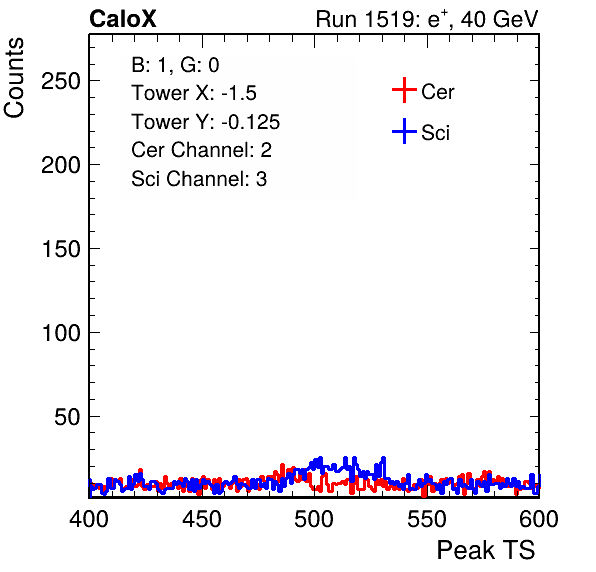 CaloX Run 1519: e⁺, 40 GeV
Counts
B: 1, G: 0
Tower X: -1.5
Tower Y: -0.125
Cer Channel: 2
Sci Channel: 3
Cer
Sci
250
200
150
100
50
400 450 500 550 600
Peak TS